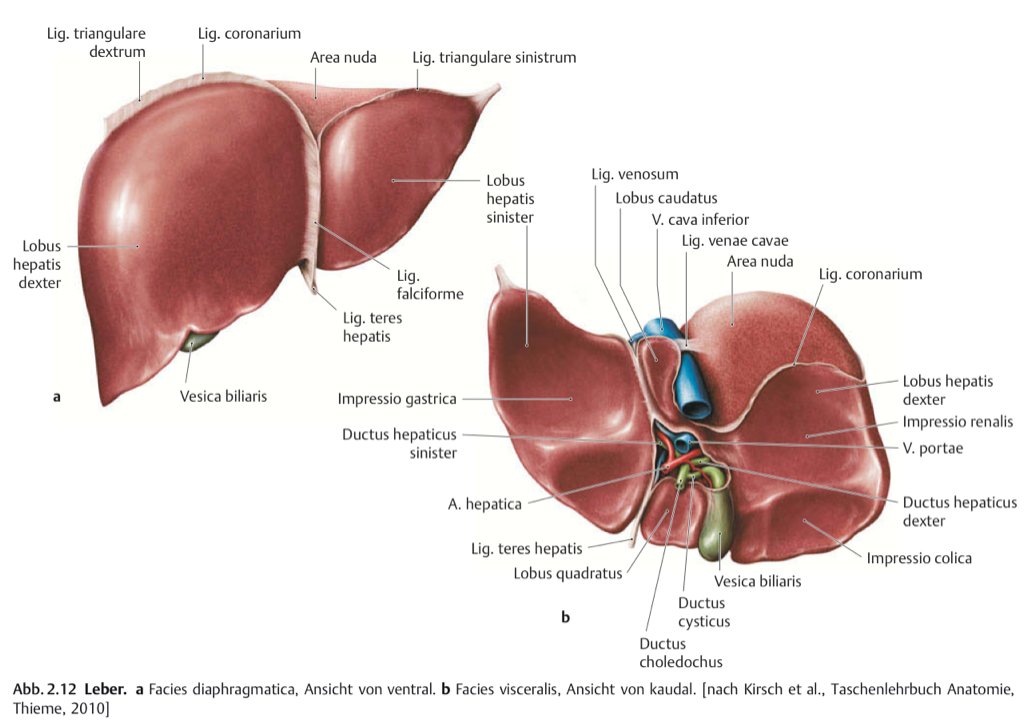 Lig. triangulare
dextrum
Lig. coronarium
Area nuda
Lig. triangulare sinistrum
Lobus
hepatis
sinister
Lobus
hepatis
dexter
Lig.
falciforme
Lig. teres
hepatis
Vesica biliaris
a
Lig. venosum
Lobus caudatus
V. cava inferior
Lig. venae cavae
Area nuda
Lig. coronarium
Impressio gastrica
Ductus hepaticus
sinister
A. hepatica
Lig. teres hepatis
Lobus quadratus
Lobus hepatis
dexter
Impressio renalis
V. portae
Ductus hepaticus
dexter
Impressio colica
Vesica biliaris
Ductus
cysticus
Ductus
choledochus
b
Abb. 2.12 Leber. a Facies diaphragmatica, Ansicht von ventral. b Facies visceralis, Ansicht von kaudal. [nach Kirsch et al., Taschenlehrbuch Anatomie,
Thieme, 2010]